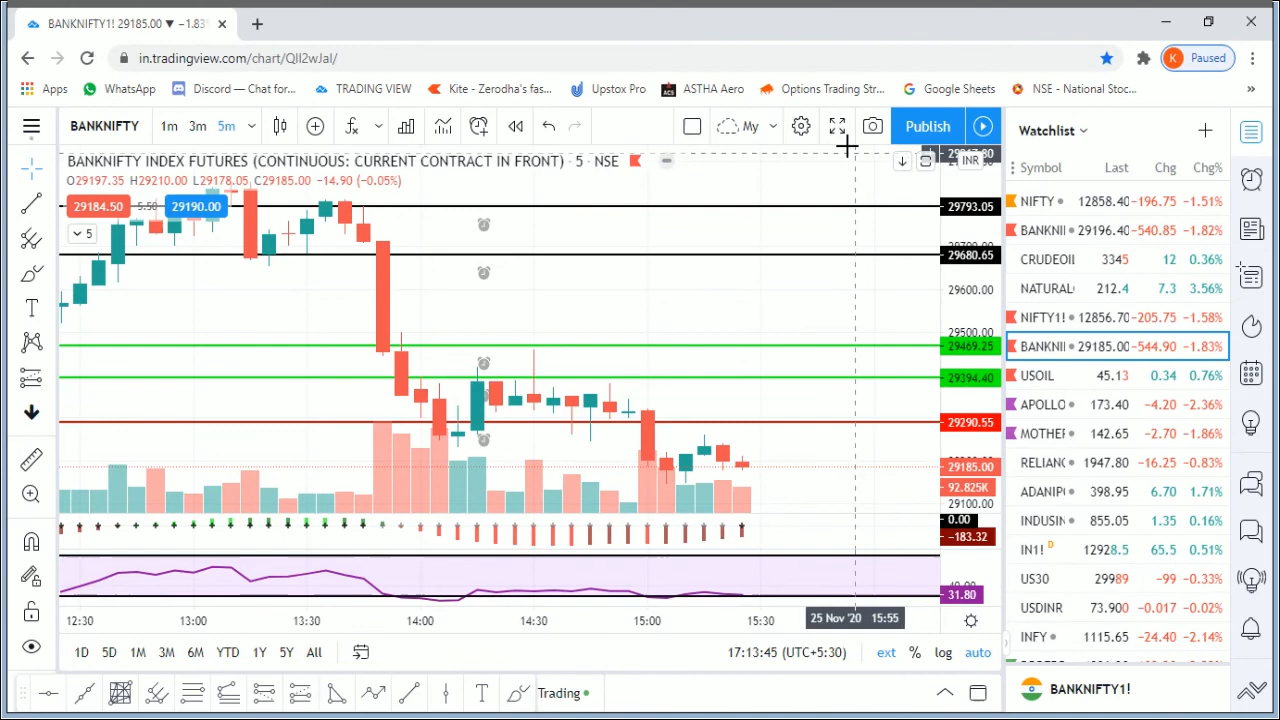 BANKNIFTY1! 29185.00 ▼ −1.83%
in.tradingview.com/chart/QII2wJaI/
K Paused
Apps WhatsApp Discord — Chat for... TRADING VIEW Kite - Zerodha's fas... Upstox Pro ASTHA Aero Options Trading Str... Google Sheets NSE - National Stoc... »
BANKNIFTY 1m 3m 5m My Publish
Watchlist
BANKNIFTY INDEX FUTURES (CONTINUOUS: CURRENT CONTRACT IN FRONT) · 5 · NSE INR
O29197.35 H29210.00 L29178.05 C29185.00 −14.90 (−0.05%)
29184.50 5.50 29190.00
5
29793.05
29680.65
29600.00
29500.00
29469.25
29394.40
29290.55
29185.00
92.825K
29100.00
0.00
−183.32
31.80
12:30 13:00 13:30 14:00 14:30 15:00 15:30 25 Nov '20 15:55
1D 5D 1M 3M 6M YTD 1Y 5Y All 17:13:45 (UTC+5:30) ext % log auto
Trading
Symbol Last Chg Chg%
NIFTY 12858.40 −196.75 −1.51%
BANKNI 29196.40 −540.85 −1.82%
CRUDEOIL 3345 12 0.36%
NATURAL 212.4 7.3 3.56%
NIFTY1! 12856.70 −205.75 −1.58%
BANKNI 29185.00 −544.90 −1.83%
USOIL 45.13 0.34 0.76%
APOLLO 173.40 −4.20 −2.36%
MOTHER 142.65 −2.70 −1.86%
RELIANC 1947.80 −16.25 −0.83%
ADANIP 398.95 6.70 1.71%
INDUSIN 855.05 1.35 0.16%
IN1! D 12928.5 65.5 0.51%
US30 29989 −99 −0.33%
USDINR 73.900 −0.017 −0.02%
INFY 1115.65 −24.40 −2.14%
BANKNIFTY1!